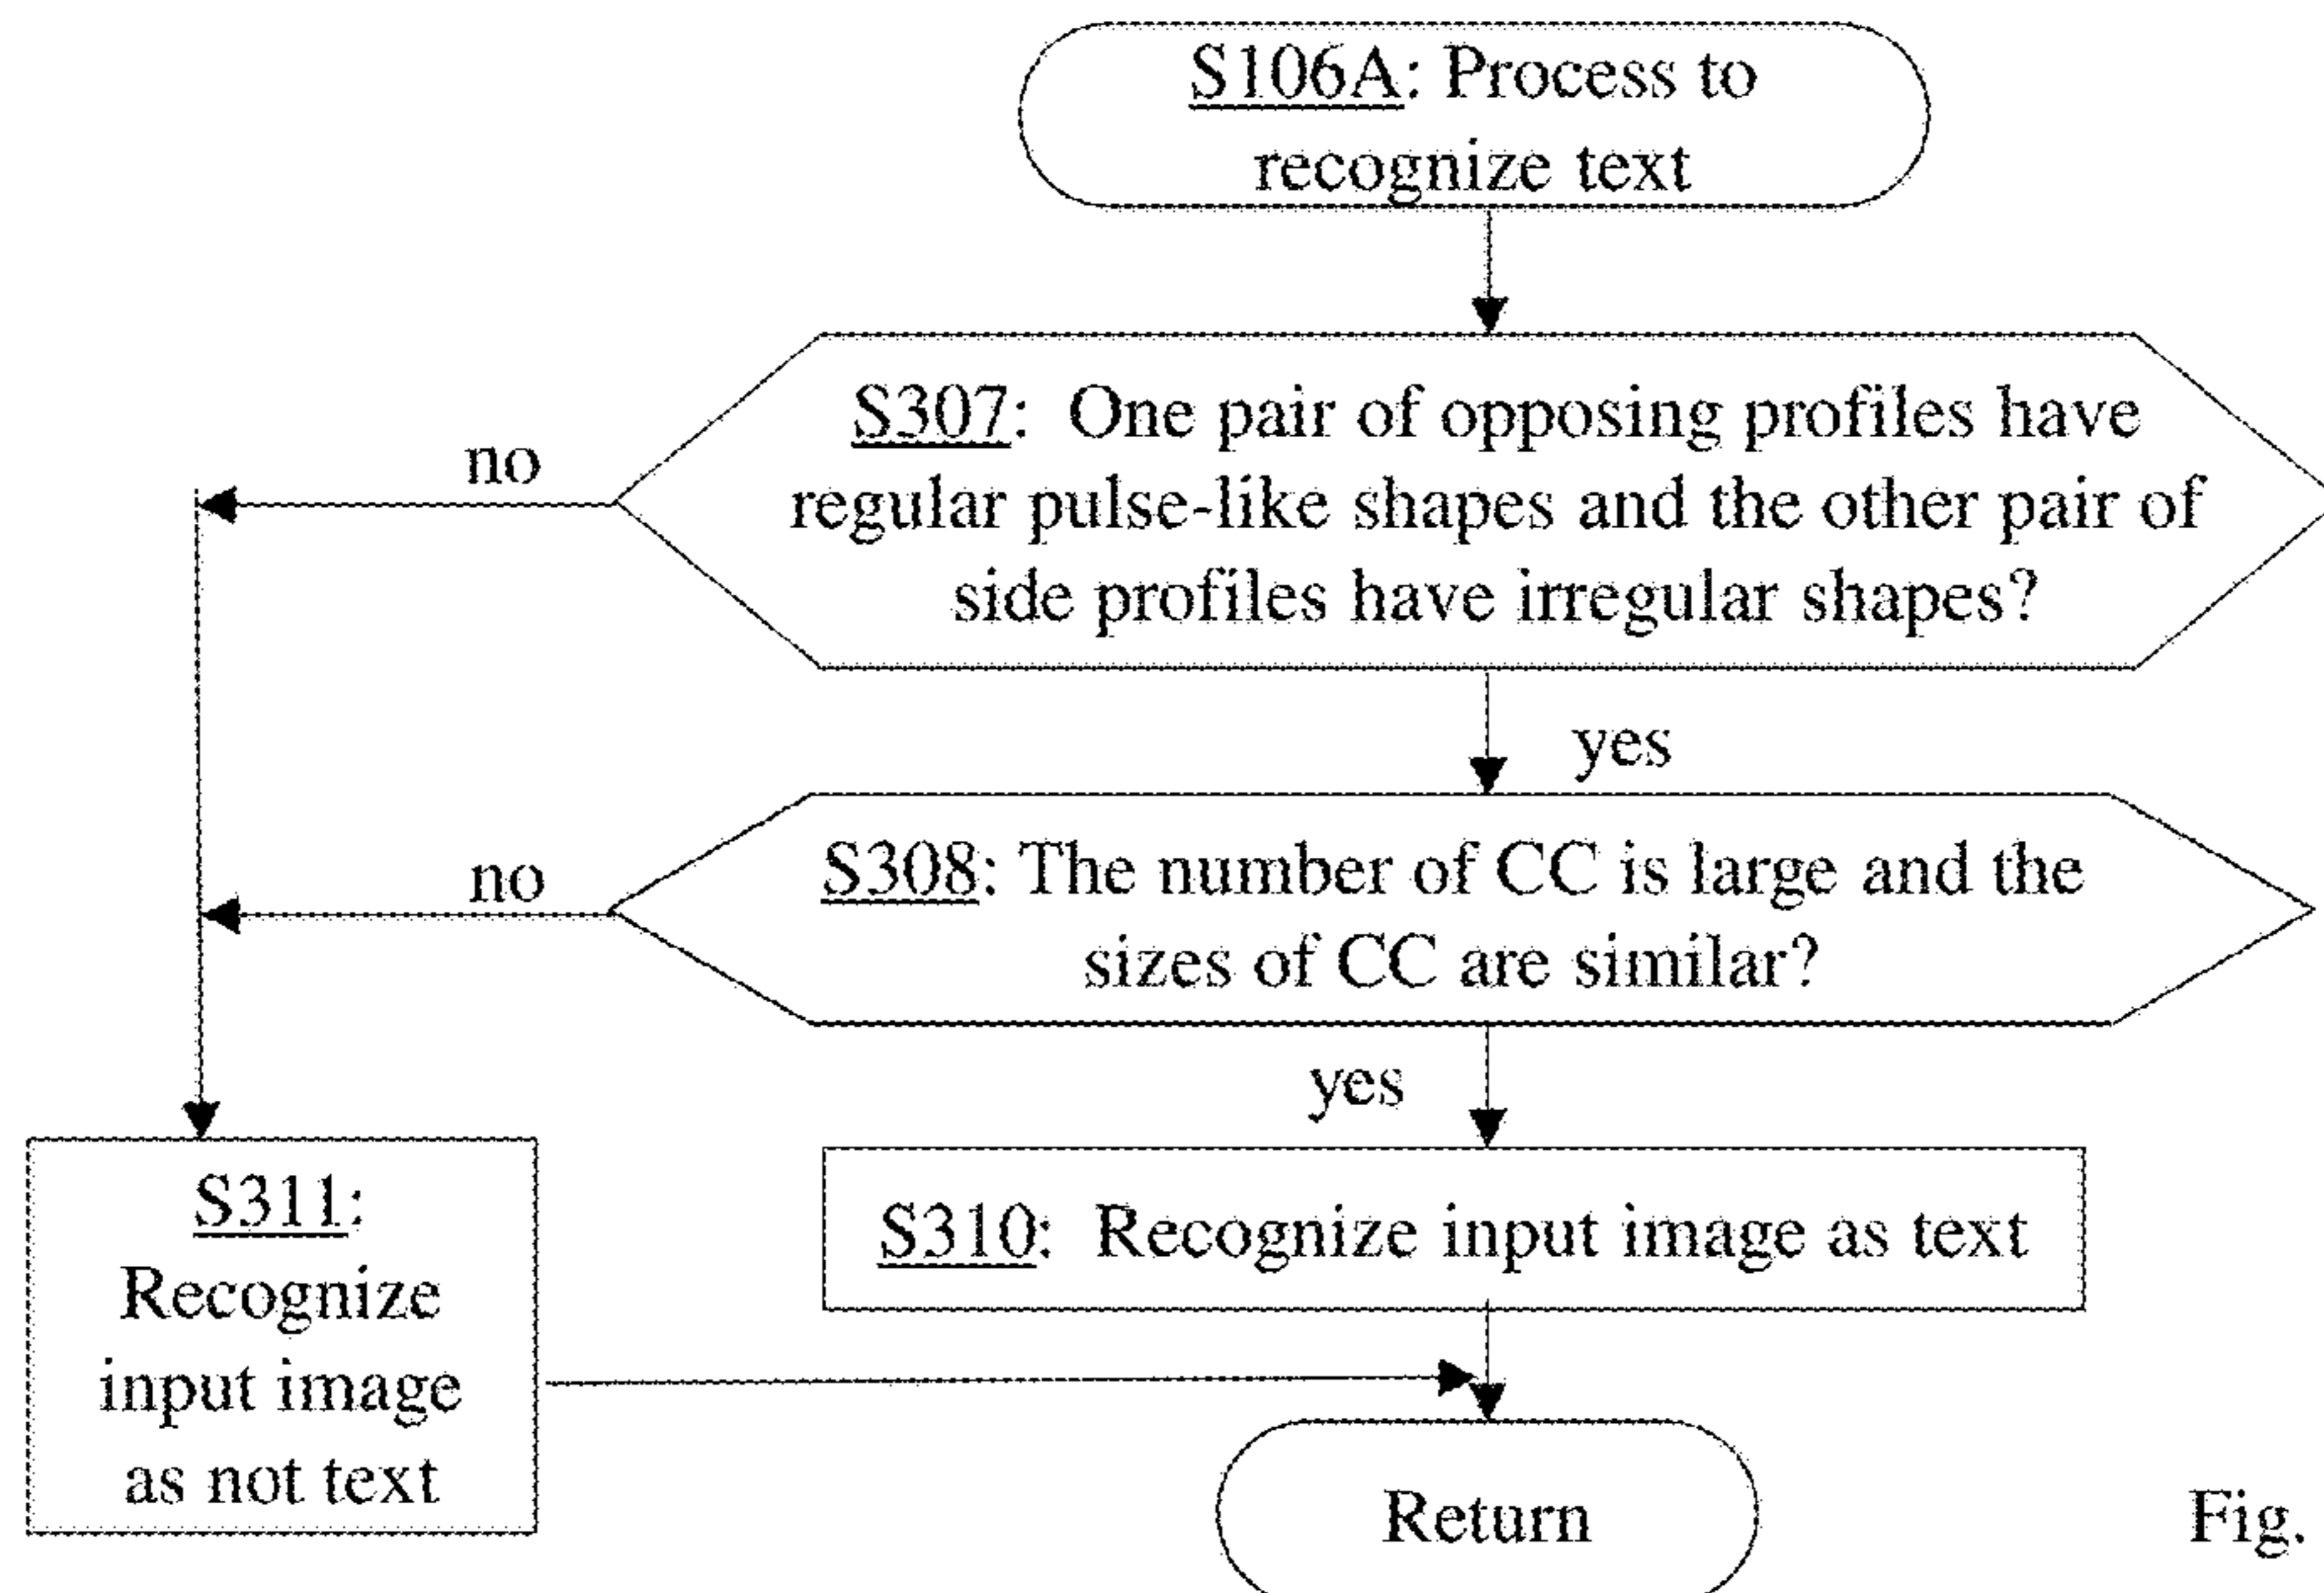 S106A: Process to
recognize text
S307: One pair of opposing profiles have
regular pulse-like shapes and the other pair of
side profiles have irregular shapes?
no
yes
S308: The number of CC is large and the
sizes of CC are similar?
no
yes
S311:
Recognize
input image
as not text
S310: Recognize input image as text
Return
Fig.